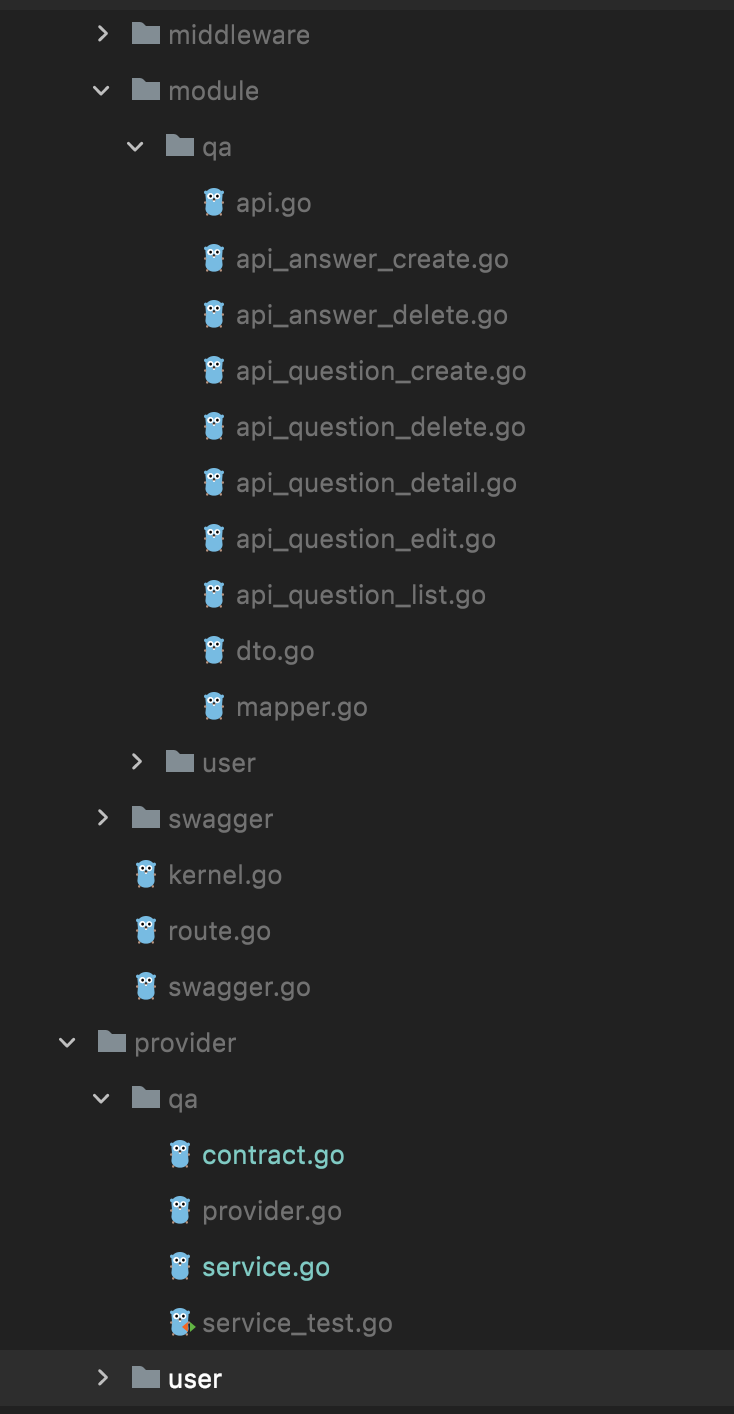 middleware
module
qa
api.go
api_answer_create.go
api_answer_delete.go
api_question_create.go
api_question_delete.go
api_question_detail.go
api_question_edit.go
api_question_list.go
dto.go
mapper.go
user
swagger
kernel.go
route.go
swagger.go
provider
qa
contract.go
provider.go
service.go
service_test.go
user